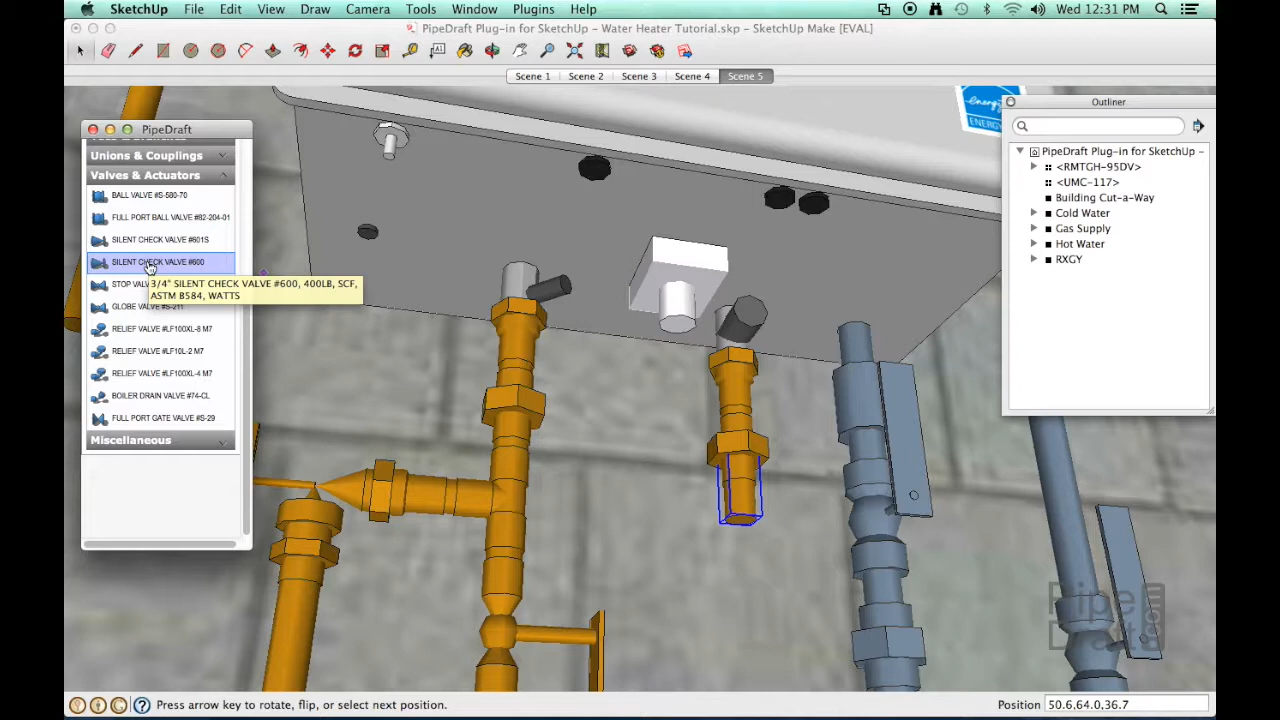 SketchUp File Edit View Draw Camera Tools Window Plugins Help Wed 12:31 PM
PipeDraft Plug-in for SketchUp - Water Heater Tutorial.skp - SketchUp Make [EVAL]
Scene 1 Scene 2 Scene 3 Scene 4 Scene 5
PipeDraft
Unions & Couplings
Valves & Actuators
BALL VALVE #S-580-70
FULL PORT BALL VALVE #82-204-01
SILENT CHECK VALVE #601S
SILENT CHECK VALVE #600
3/4" SILENT CHECK VALVE #600, 400LB, SCF,
ASTM B584, WATTS
STOP
GLOBE VALVE #S-211
RELIEF VALVE #LF100XL-8 M7
RELIEF VALVE #LF10L-2 M7
RELIEF VALVE #LF100XL-4 M7
BOILER DRAIN VALVE #74-CL
FULL PORT GATE VALVE #S-29
Miscellaneous
energy
ENERGY
Outliner
PipeDraft Plug-in for SketchUp -
<RMTGH-95DV>
<UMC-117>
Building Cut-a-Way
Cold Water
Gas Supply
Hot Water
RXGY
Pipe
Draft
.com
Press arrow key to rotate, flip, or select next position.
Position 50.6,64.0,36.7